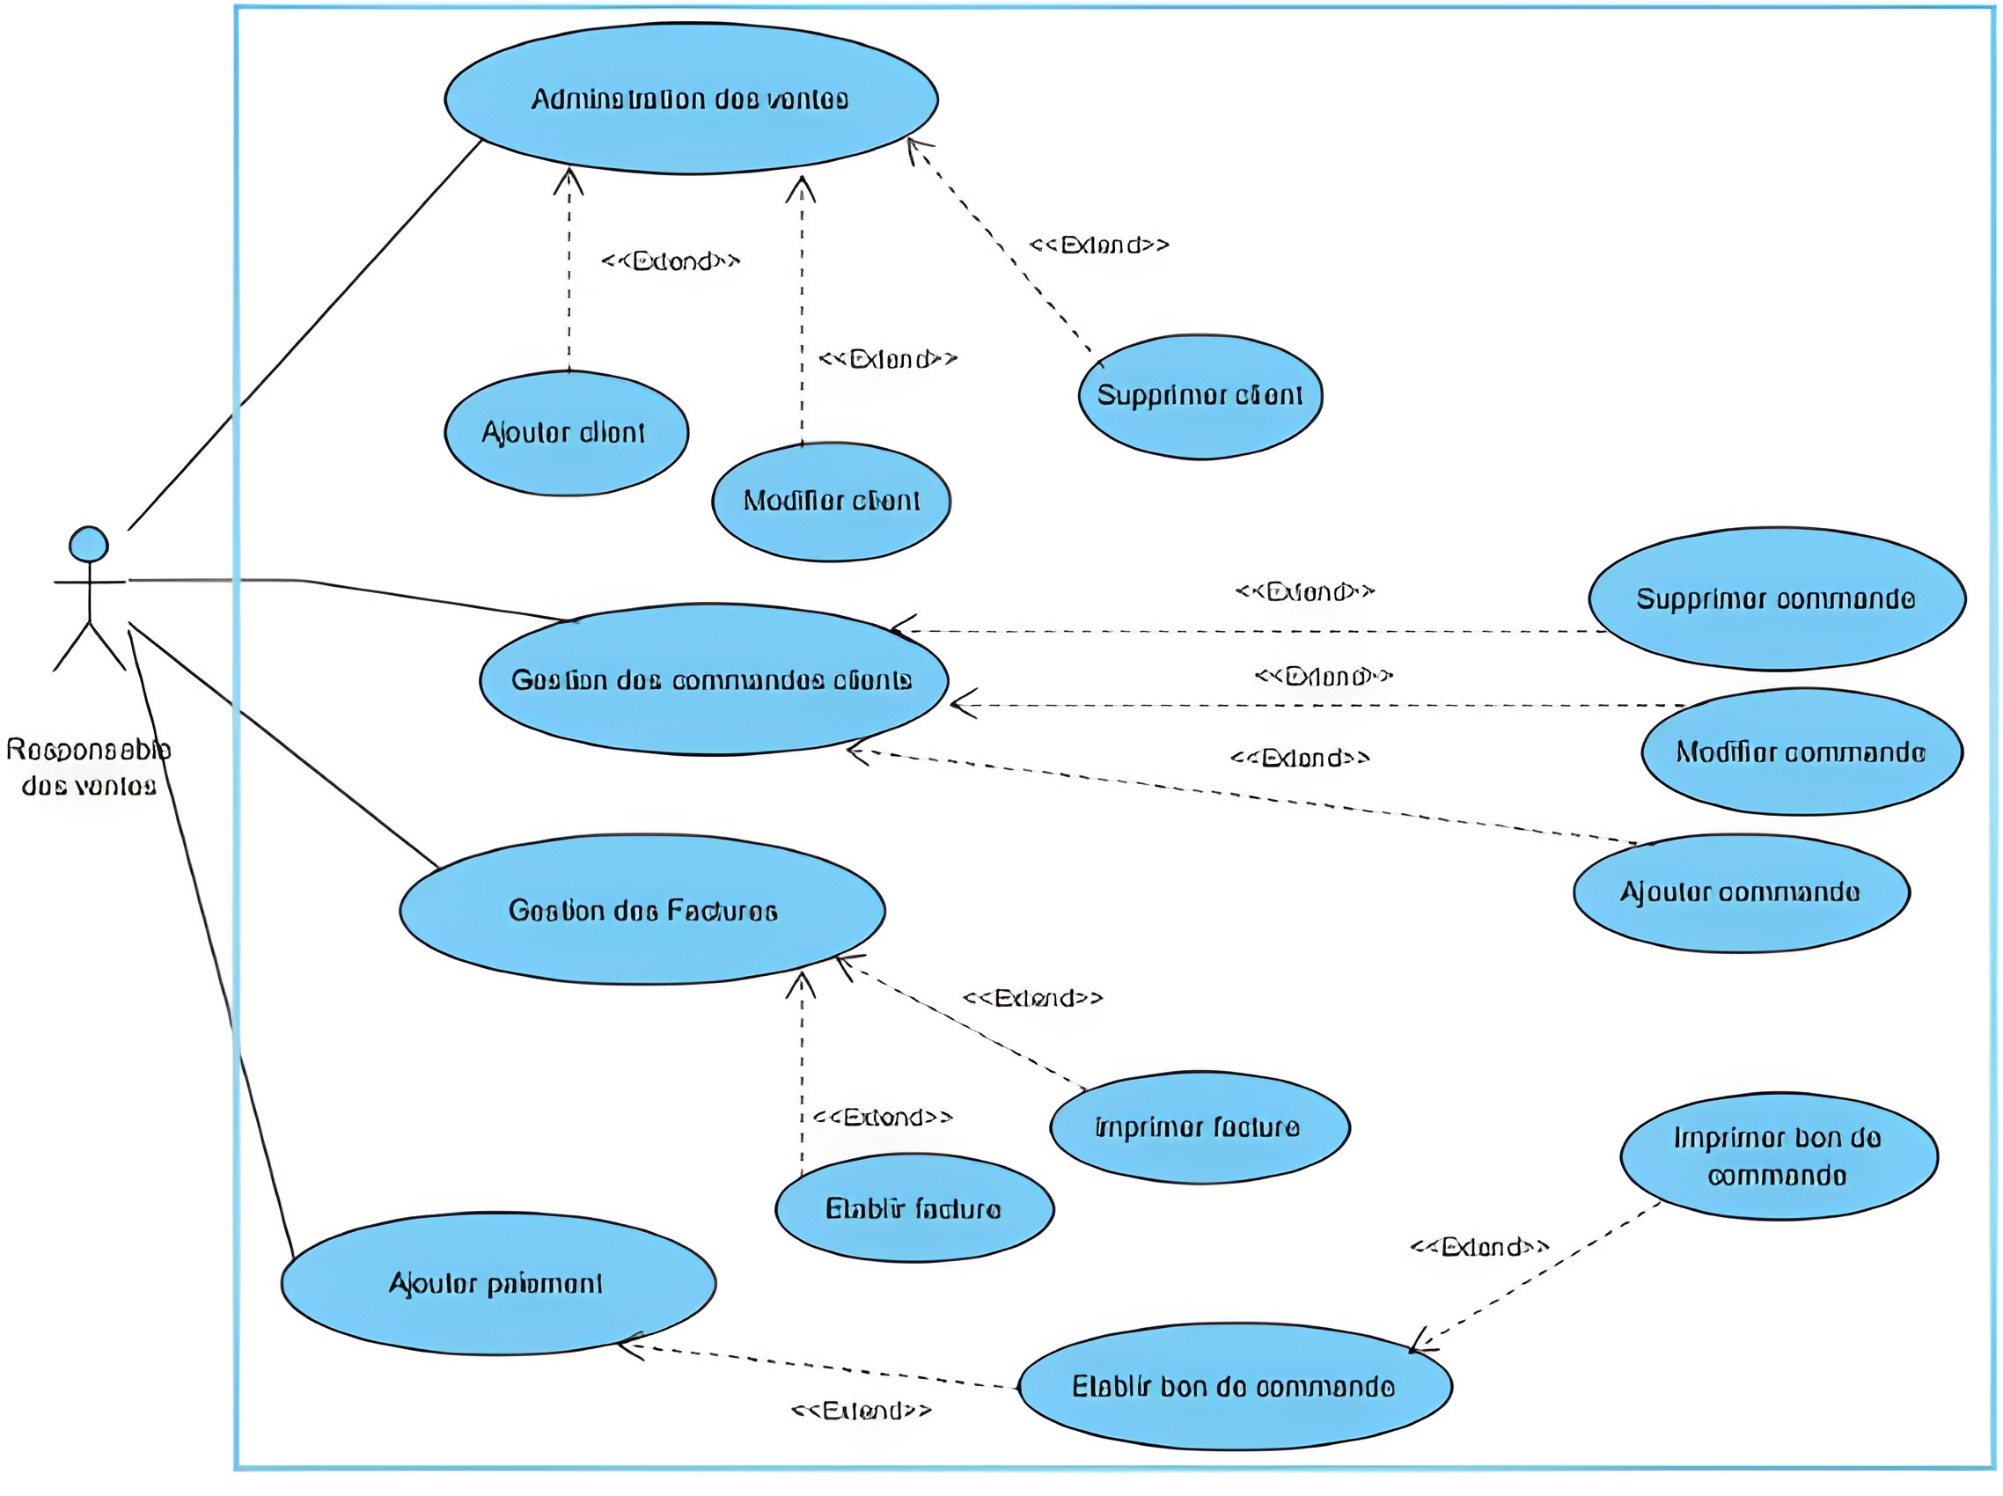 Adminstration des ventes
<<Extend>>
<<Extend>>
<<Extend>>
Supprimer client
Ajouter client
Modifier client
<<Extend>>
Supprimer commande
<<Extend>>
Gestion des commandes clients
Modifier commande
<<Extend>>
Responsable
des ventes
Ajouter commande
Gestion des Factures
<<Extend>>
<<Extend>>
Imprimer facture
Imprimer bon de
commande
Etablir facture
<<Extend>>
Ajouter paiement
Etablir bon de commande
<<Extend>>